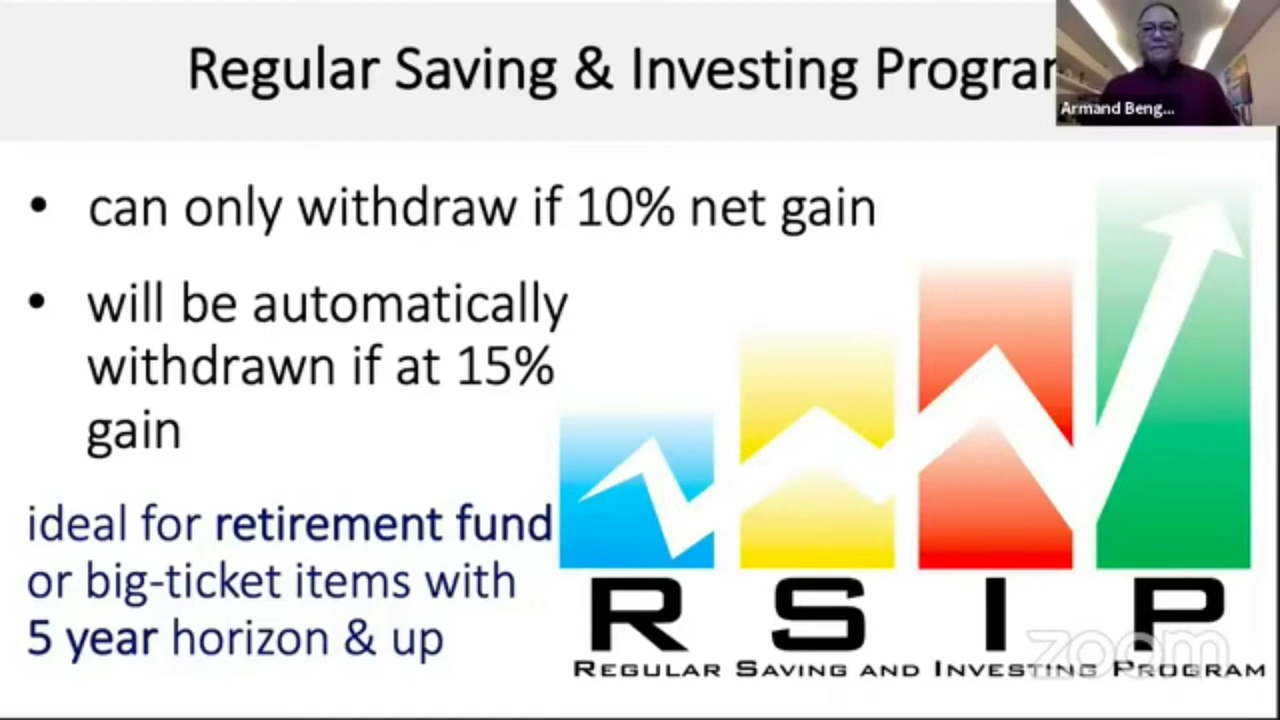 Regular Saving & Investing Progra
Armand Beng...
• can only withdraw if 10% net gain
• will be automatically
withdrawn if at 15%
gain
ideal for retirement fund
or big-ticket items with
5 year horizon & up
R S I P
REGULAR SAVING AND INVESTING PROGRAM
zoom